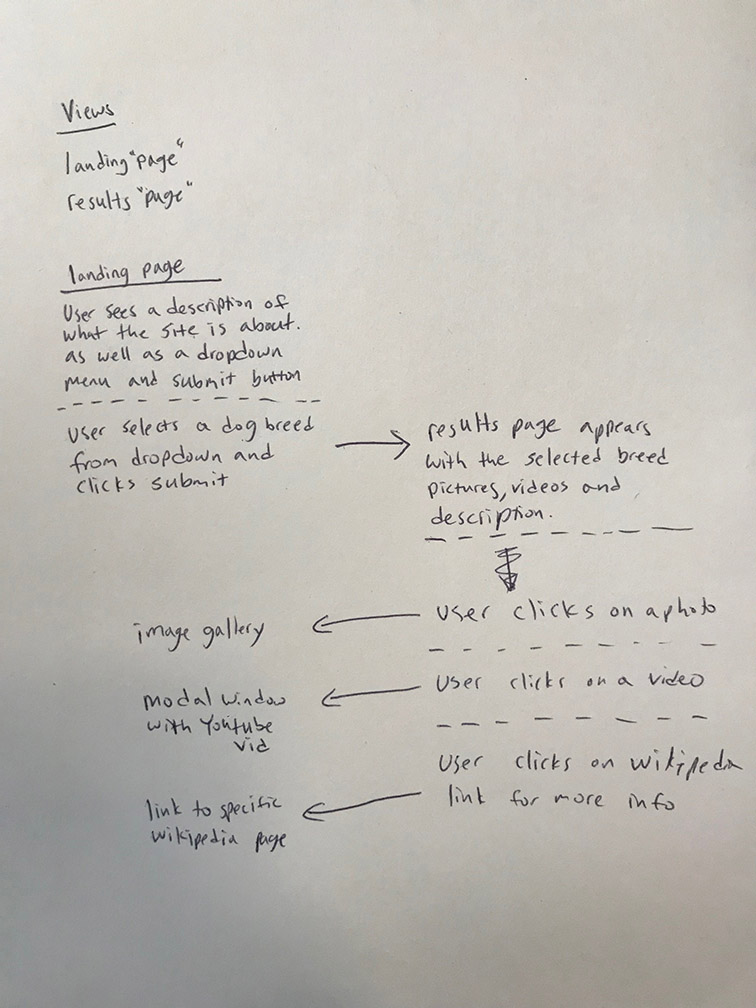 Views
landing "page"
results "page"
landing page
User sees a description of
what the site is about.
as well as a dropdown
menu and submit button
User selects a dog breed
from dropdown and
clicks submit
results page appears
with the selected breed
pictures, videos and
description.
User clicks on a photo
image gallery
User clicks on a video
modal window
with Youtube
vid
User clicks on wikipedia
link for more info
link to specific
wikipedia page